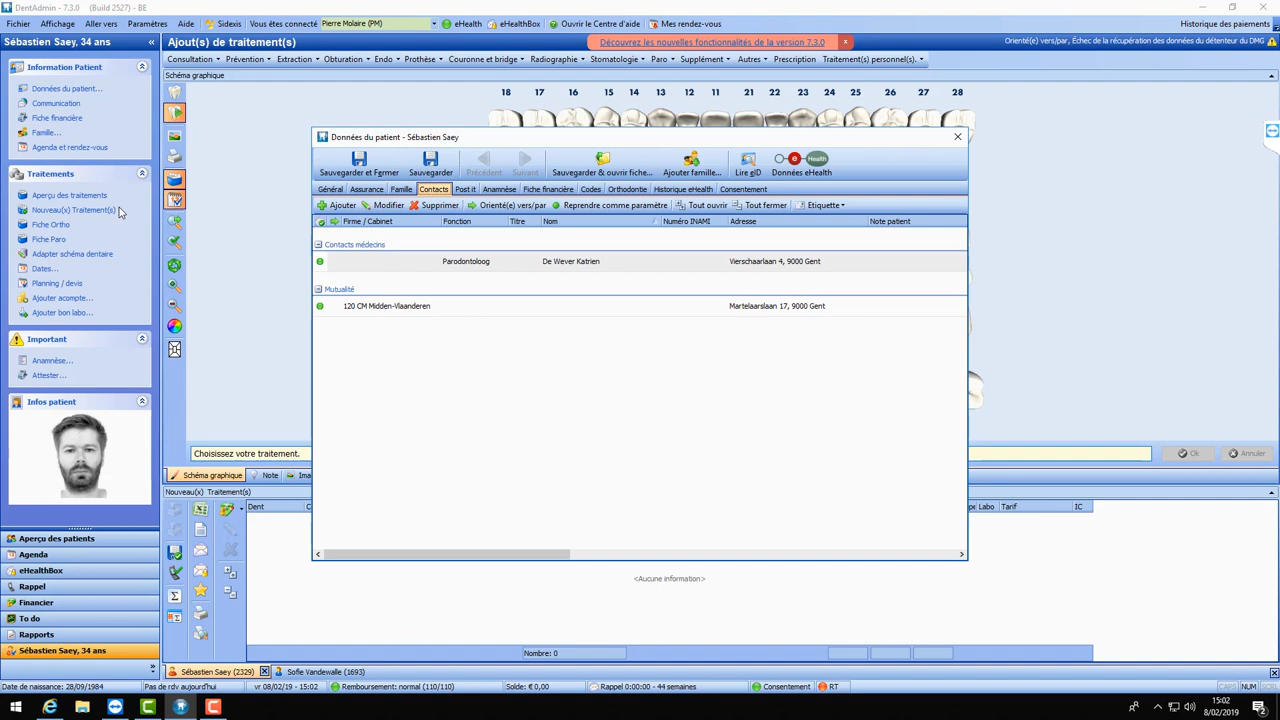 DentAdmin - 7.3.0 (Build 2527) - BE
Fichier Affichage Aller vers Paramètres Aide Sidexis Vous êtes connecté Pierre Molaire (PM) eHealth eHealthBox Ouvrir le Centre d'aide Mes rendez-vous Historique des paiements
Sébastien Saey, 34 ans «
Ajout(s) de traitement(s)
Découvrez les nouvelles fonctionnalités de la version 7.3.0 x
Orienté(e) vers/par, Échec de la récupération des données du détenteur du DMG
Consultation Prévention Extraction Obturation Endo Prothèse Couronne et bridge Radiographie Stomatologie Paro Supplément Autres Prescription Traitement(s) personnel(s).
Schéma graphique
18 17 16 15 14 13 12 11 21 22 23 24 25 26 27 28
Information Patient
Données du patient...
Communication
Fiche financière
Famille...
Agenda et rendez-vous
Traitements
Aperçu des traitements
Nouveau(x) Traitement(s)
Fiche Ortho
Fiche Paro
Adapter schéma dentaire
Dates...
Planning / devis
Ajouter acompte...
Ajouter bon labo...
Important
Anamnèse...
Attester...
Infos patient
Aperçu des patients
Agenda
eHealthBox
Rappel
Financier
To do
Rapports
Sébastien Saey, 34 ans
Données du patient - Sébastien Saey
e Health
Sauvegarder et Fermer Sauvegarder Précédent Suivant Sauvegarder & ouvrir fiche... Ajouter famille... Lire eID Données eHealth
Général Assurance Famille Contacts Post it Anamnèse Fiche financière Codes Orthodontie Historique eHealth Consentement
Ajouter Modifier Supprimer Orienté(e) vers/par Reprendre comme paramètre Tout ouvrir Tout fermer Etiquette
Firme / Cabinet Fonction Titre Nom Numéro INAMI Adresse Note patient
Contacts médecins
Parodontoloog De Wever Katrien Vierschaarlaan 4, 9000 Gent
Mutualité
120 CM Midden-Vlaanderen Martelaarslaan 17, 9000 Gent
Choisissez votre traitement. Ok Annuler
Schéma graphique Note
Nouveau(x) Traitement(s)
Dent Labo Tarif IC
<Aucune information>
Nombre: 0
Sébastien Saey (2329) Sofie Vandewalle (1693)
Date de naissance: 28/09/1984 Pas de rdv aujourd'hui vr 08/02/19 - 15:02 Remboursement: normal (110/110) Solde: € 0,00 Rappel 0:00:00 - 44 semaines Consentement RT CAPS NUM SCRL
15:02
8/02/2019